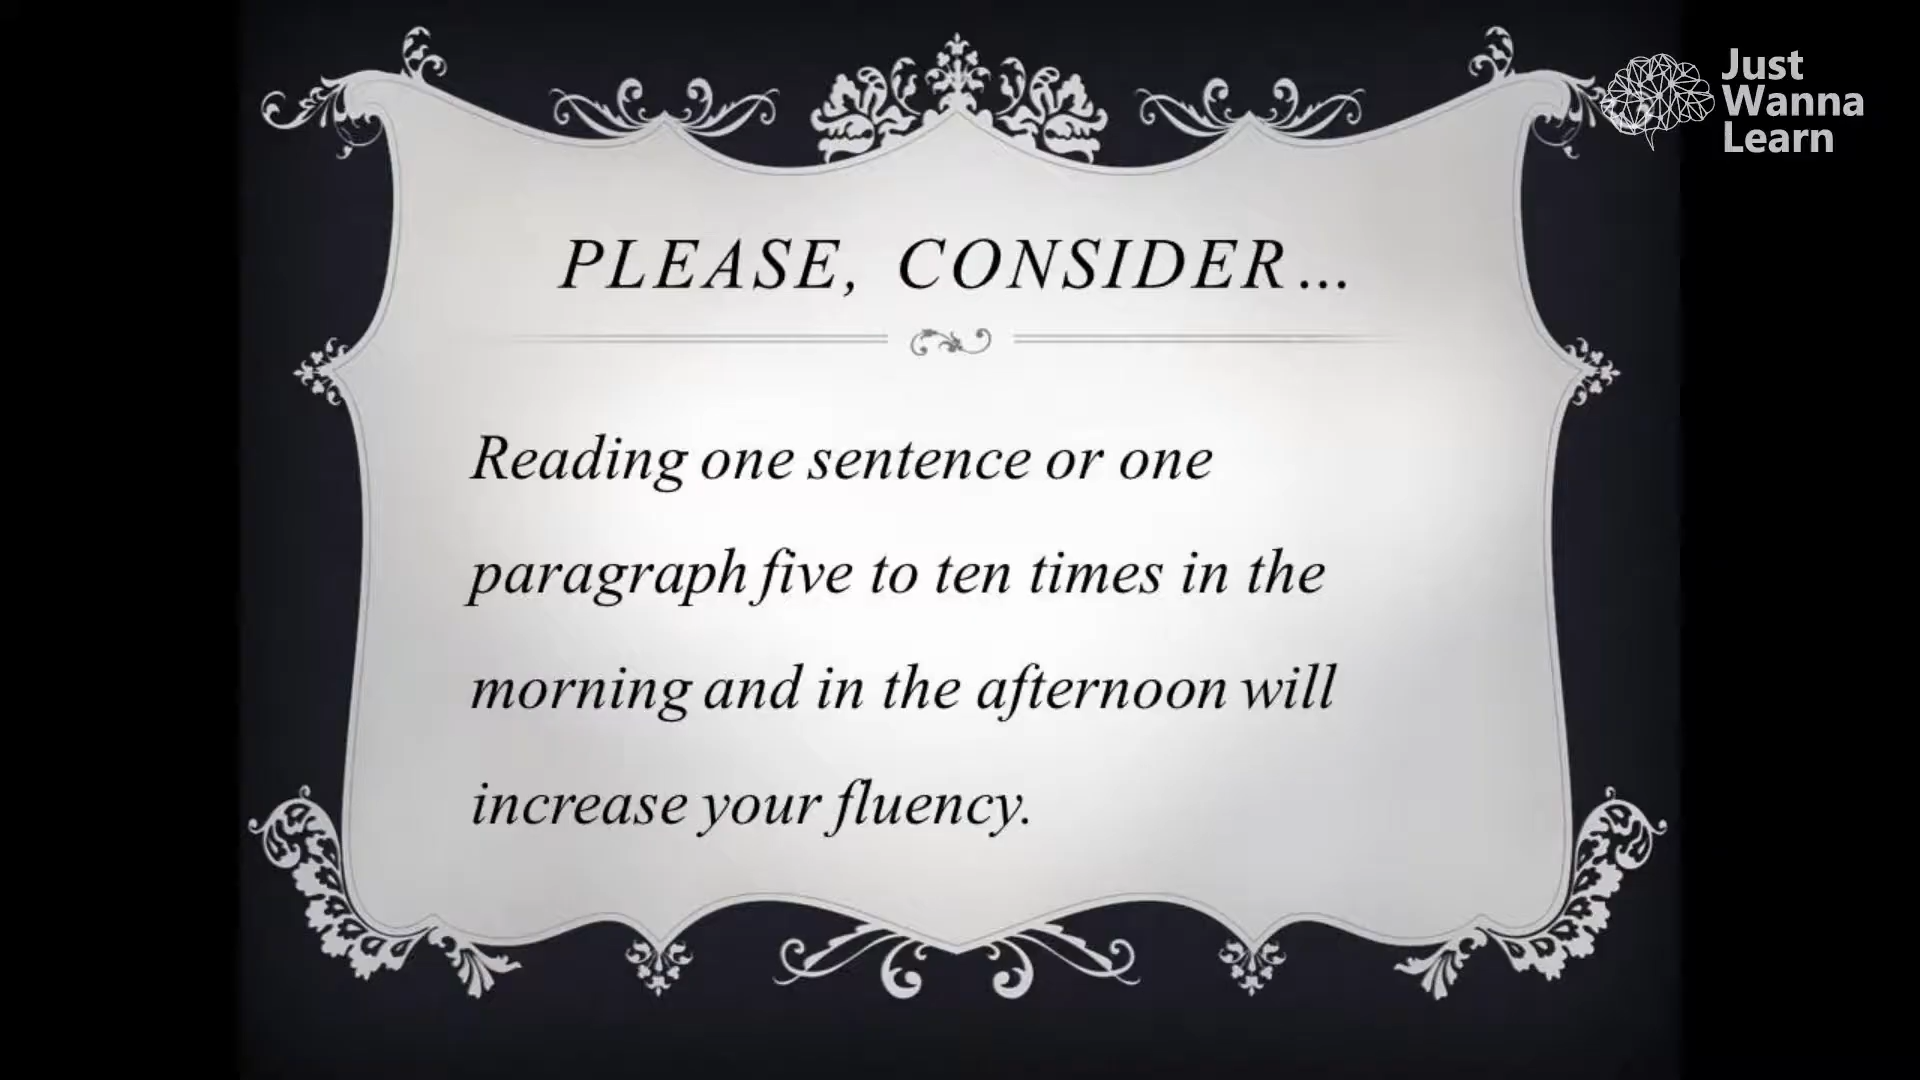 Just
Wanna
Learn
PLEASE, CONSIDER...
Reading one sentence or one
paragraph five to ten times in the
morning and in the afternoon will
increase your fluency.